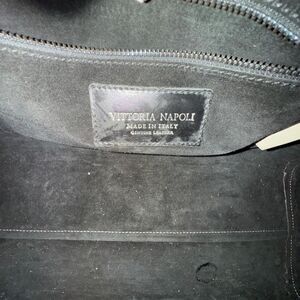 VITTORIA NAPOLI
MADE IN ITALY
GENUINE LEATHER